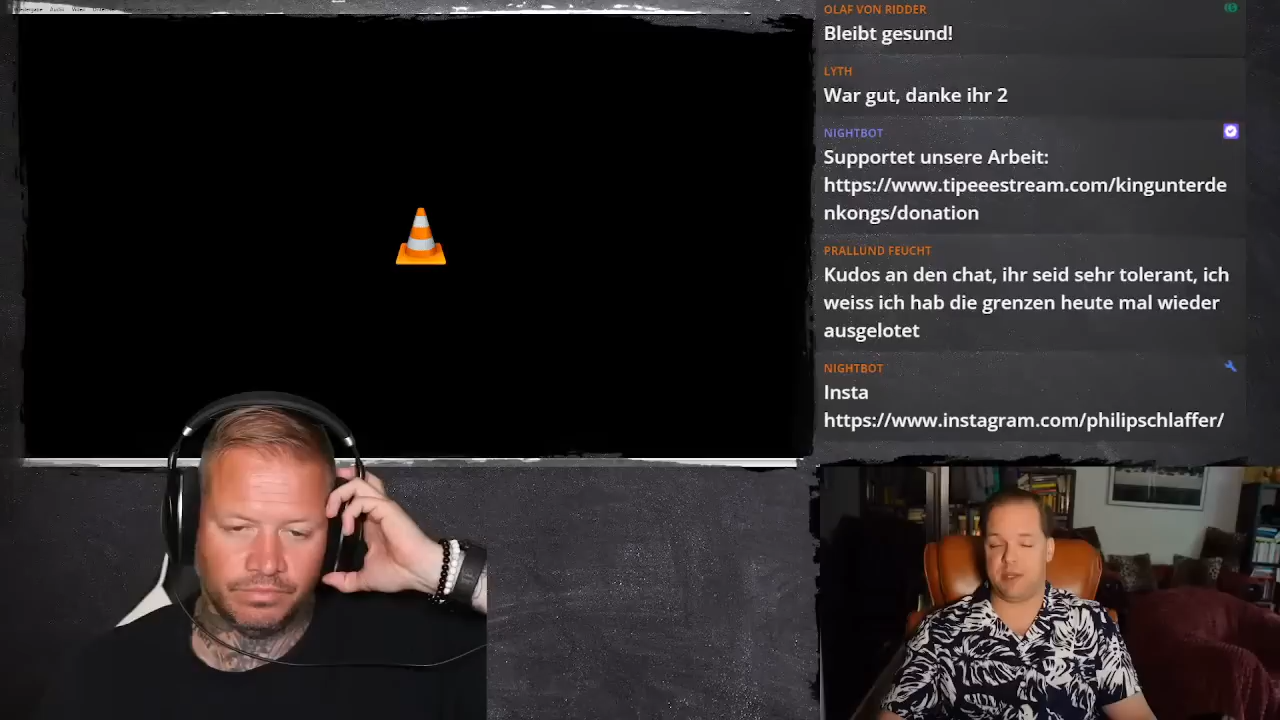 OLAF VON RIDDER
Bleibt gesund!
LYTH
War gut, danke ihr 2
NIGHTBOT
Supportet unsere Arbeit:
https://www.tipeeestream.com/kingunterde
nkongs/donation
PRALLUND FEUCHT
Kudos an den chat, ihr seid sehr tolerant, ich
weiss ich hab die grenzen heute mal wieder
ausgelotet
NIGHTBOT
Insta
https://www.instagram.com/philipschlaffer/